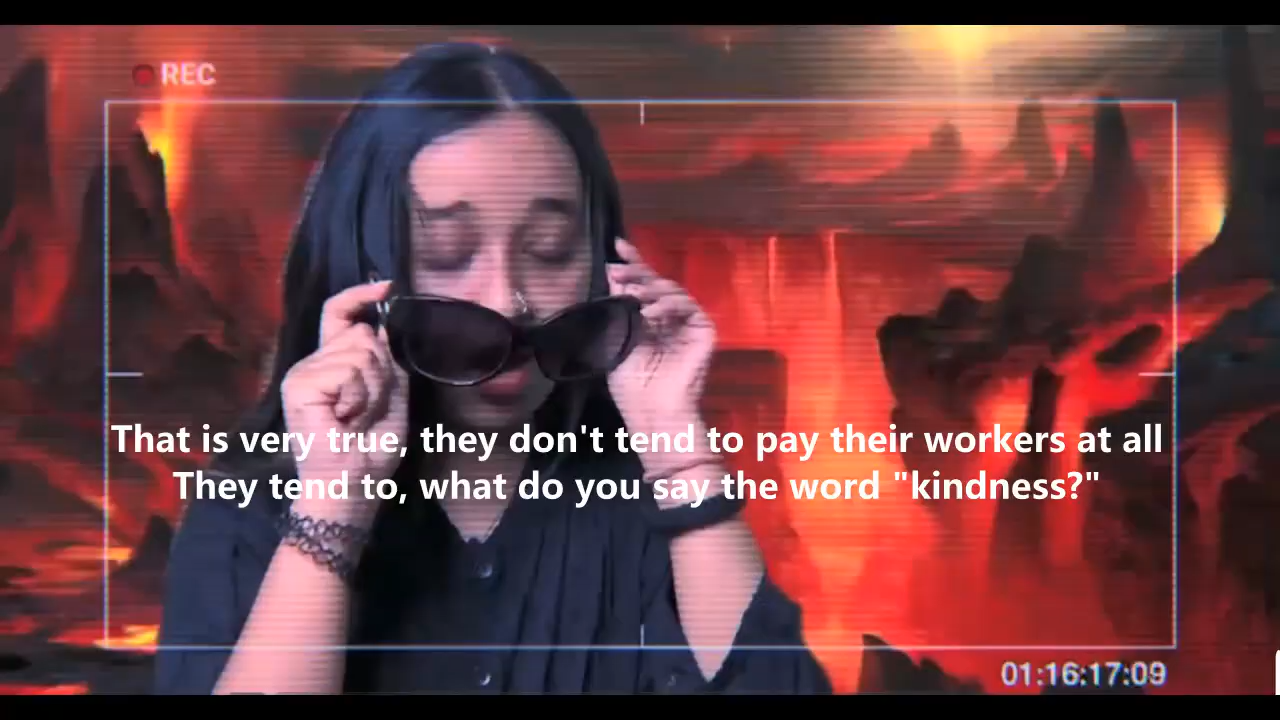 REC
That is very true, they don't tend to pay their workers at all
They tend to, what do you say the word "kindness?"
01:16:17:09